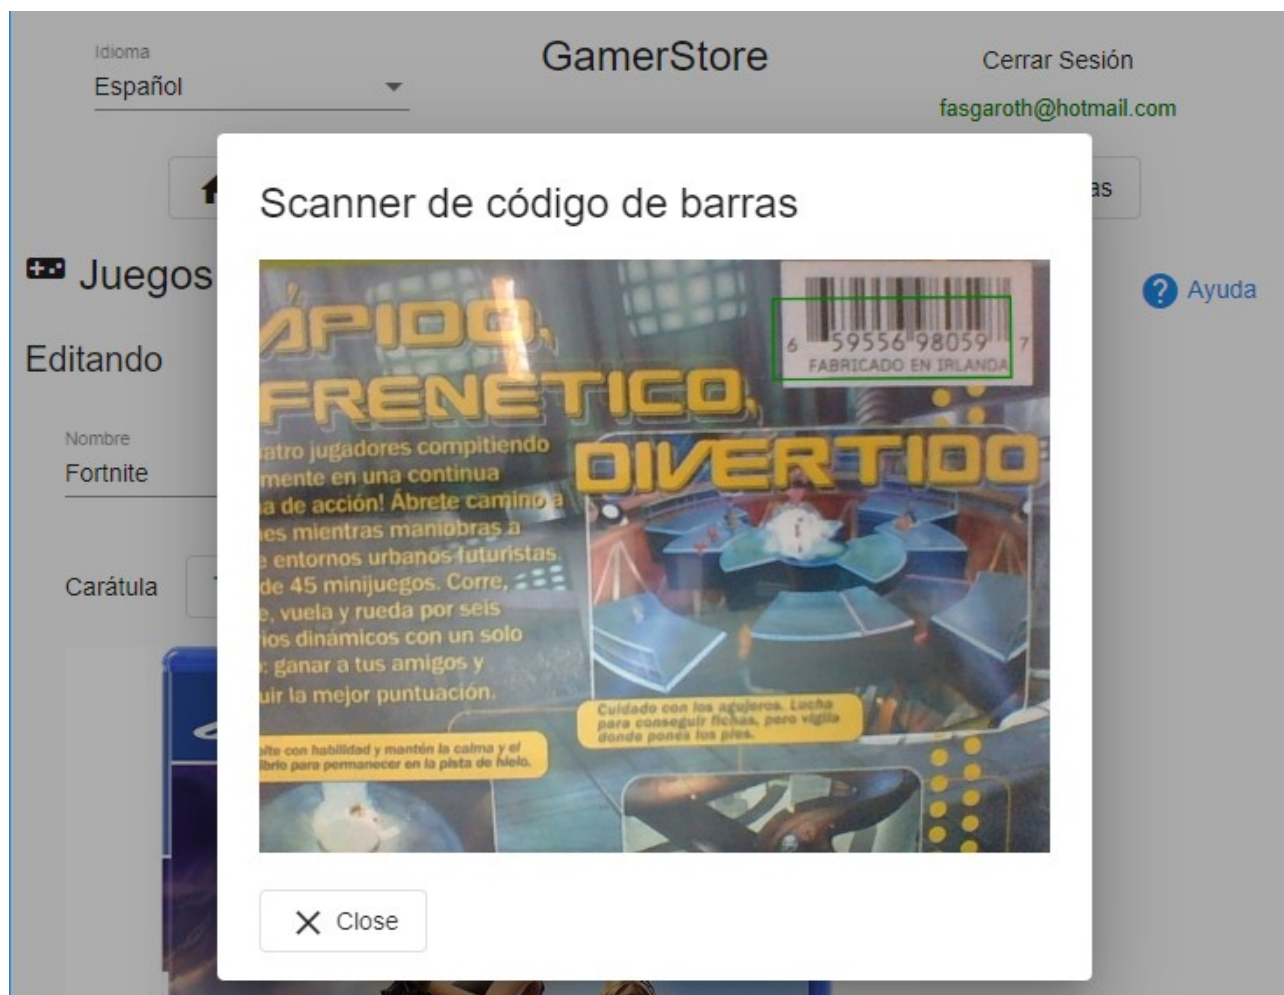 Idioma
Español
GamerStore
Cerrar Sesión
fasgaroth@hotmail.com
as
Juegos
Ayuda
Editando
Nombre
Fortnite
Carátula
Scanner de código de barras
ÁPIDO,
FRENÉTICO,
DIVERTIDO
6 59556 98059 7
FABRICADO EN IRLANDA
atro jugadores compitiendo
mente en una continua
a de acción! Ábrete camino a
es mientras maniobras a
e entornos urbanos futuristas
de 45 minijuegos. Corre,
e, vuela y rueda por seis
ios dinámicos con un solo
: ganar a tus amigos y
uir la mejor puntuación.
Cuidado con los agujeros. Lucha
para conseguir fichas, pero vigila
donde pones los pies.
olte con habilidad y mantén la calma y el
ibrio para permanecer en la pista de hielo.
Close